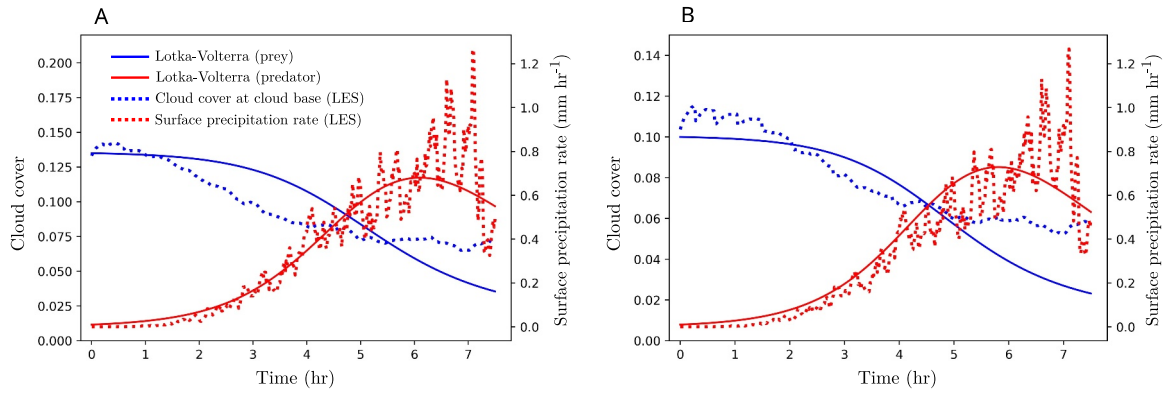 A
Lotka-Volterra (prey)
Lotka-Volterra (predator)
Cloud cover at cloud base (LES)
Surface precipitation rate (LES)
0.200
0.175
0.150
0.125
0.100
0.075
0.050
0.025
0.000
Cloud cover
0 1 2 3 4 5 6 7
Time (hr)
1.2
1.0
0.8
0.6
0.4
0.2
0.0
Surface precipitation rate (mm hr-1)
B
0.14
0.12
0.10
0.08
0.06
0.04
0.02
0.00
Cloud cover
0 1 2 3 4 5 6 7
Time (hr)
1.2
1.0
0.8
0.6
0.4
0.2
0.0
Surface precipitation rate (mm hr-1)